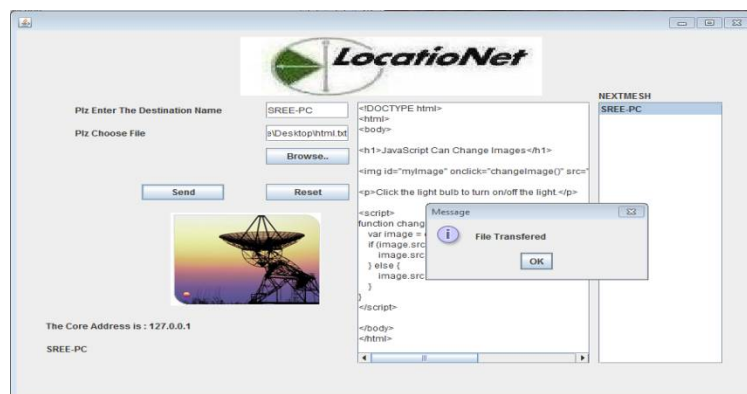 LocatioNet
Plz Enter The Destination Name
SREE-PC
Plz Choose File
e\Desktop\html.txt
Browse..
Send
Reset
The Core Address is : 127.0.0.1
SREE-PC
<!DOCTYPE html>
<html>
<body>
<h1>JavaScript Can Change Images</h1>
<img id="myImage" onclick="changeImage()" src="
<p>Click the light bulb to turn on/off the light.</p>
<script>
function chang
var image =
if (image.src
image.src
} else {
image.src
}
}
</script>
</body>
</html>
Message
File Transfered
OK
NEXTMESH
SREE-PC